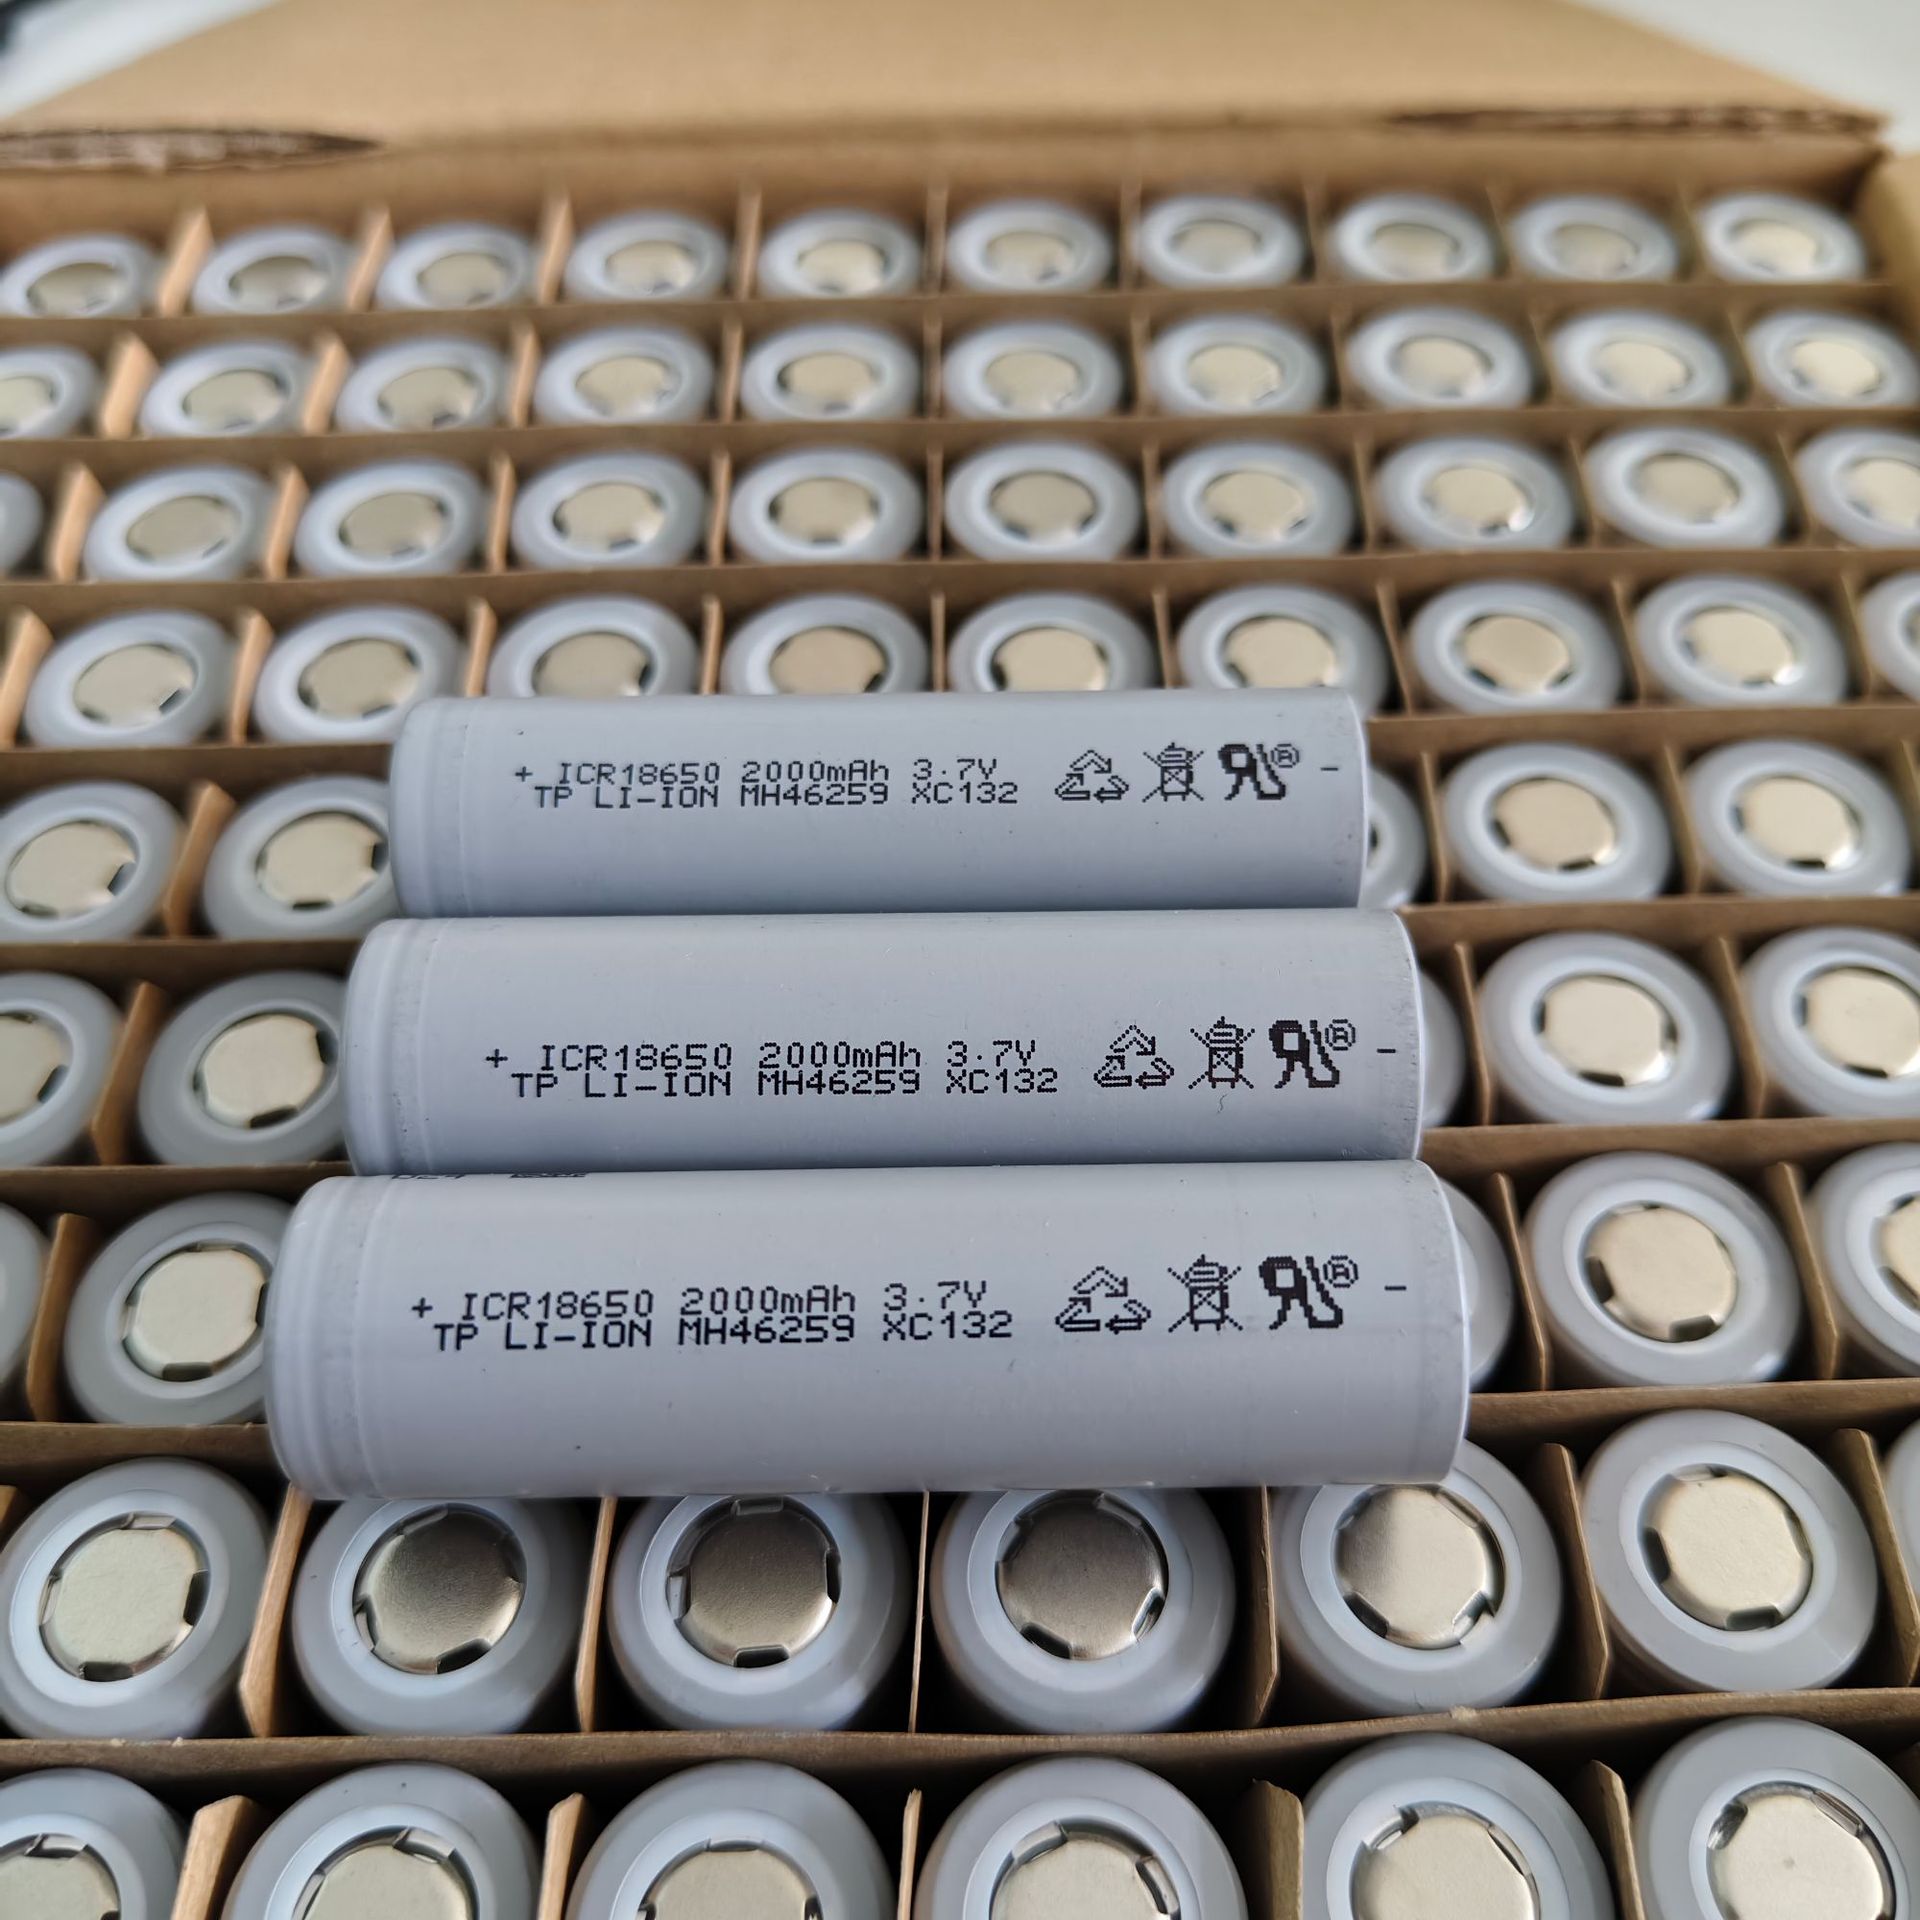 + ICR18650 2000mAh 3.7V ® -
TP LI-ION MH46259 XC132
+ ICR18650 2000mAh 3.7V ® -
TP LI-ION MH46259 XC132
+ ICR18650 2000mAh 3.7V ® -
TP LI-ION MH46259 XC132